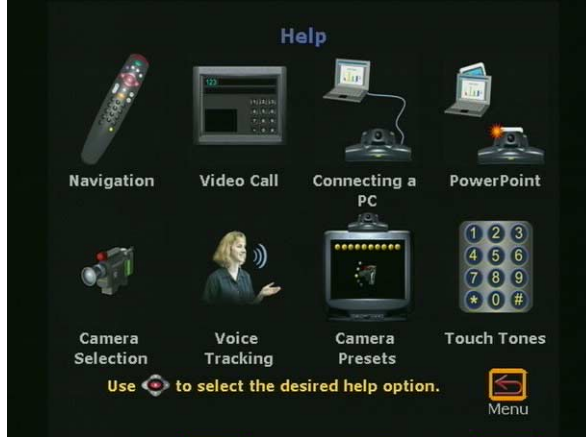 Help
123
Navigation
Video Call
Connecting a
PC
PowerPoint
1 2 3
4 5 6
7 8 9
* 0 #
Camera
Selection
Voice
Tracking
Camera
Presets
Touch Tones
Use to select the desired help option.
Menu